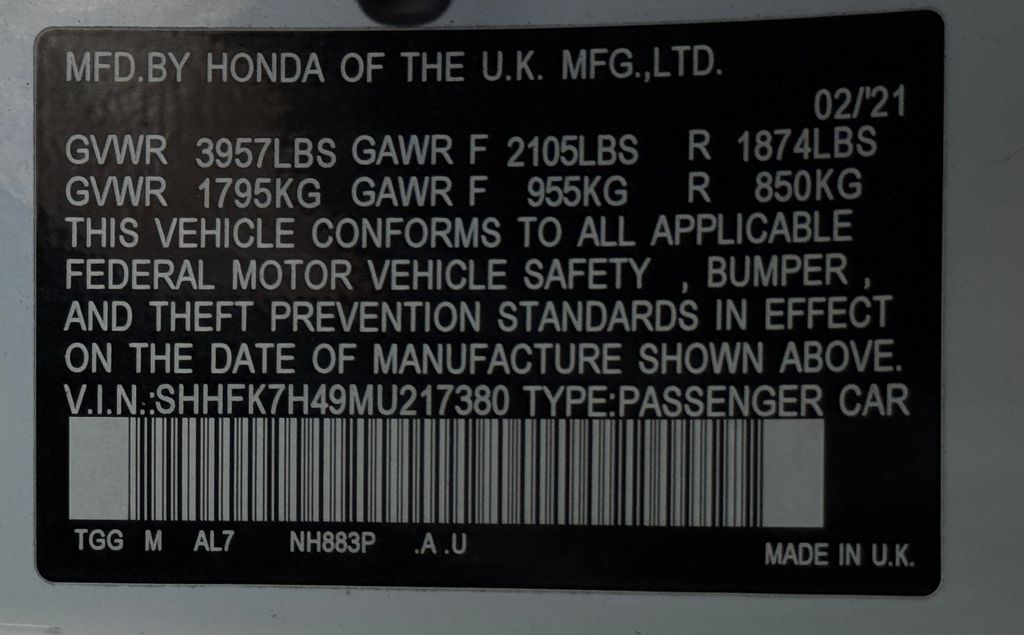 MFD.BY HONDA OF THE U.K. MFG.,LTD.
02/'21
GVWR 3957LBS GAWR F 2105LBS R 1874LBS
GVWR 1795KG GAWR F 955KG R 850KG
THIS VEHICLE CONFORMS TO ALL APPLICABLE
FEDERAL MOTOR VEHICLE SAFETY , BUMPER ,
AND THEFT PREVENTION STANDARDS IN EFFECT
ON THE DATE OF MANUFACTURE SHOWN ABOVE.
V.I.N.:SHHFK7H49MU217380 TYPE:PASSENGER CAR
TGG M AL7 NH883P .A .U
MADE IN U.K.